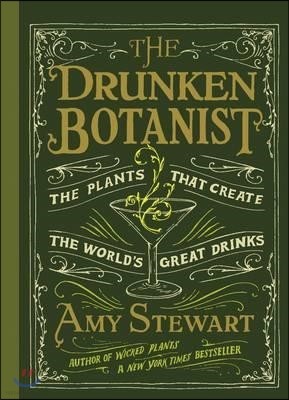 THE
DRUNKEN
BOTANIST
THE PLANTS THAT CREATE
THE WORLD'S GREAT DRINKS
AMY STEWART
AUTHOR OF WICKED PLANTS
A NEW YORK TIMES BESTSELLER